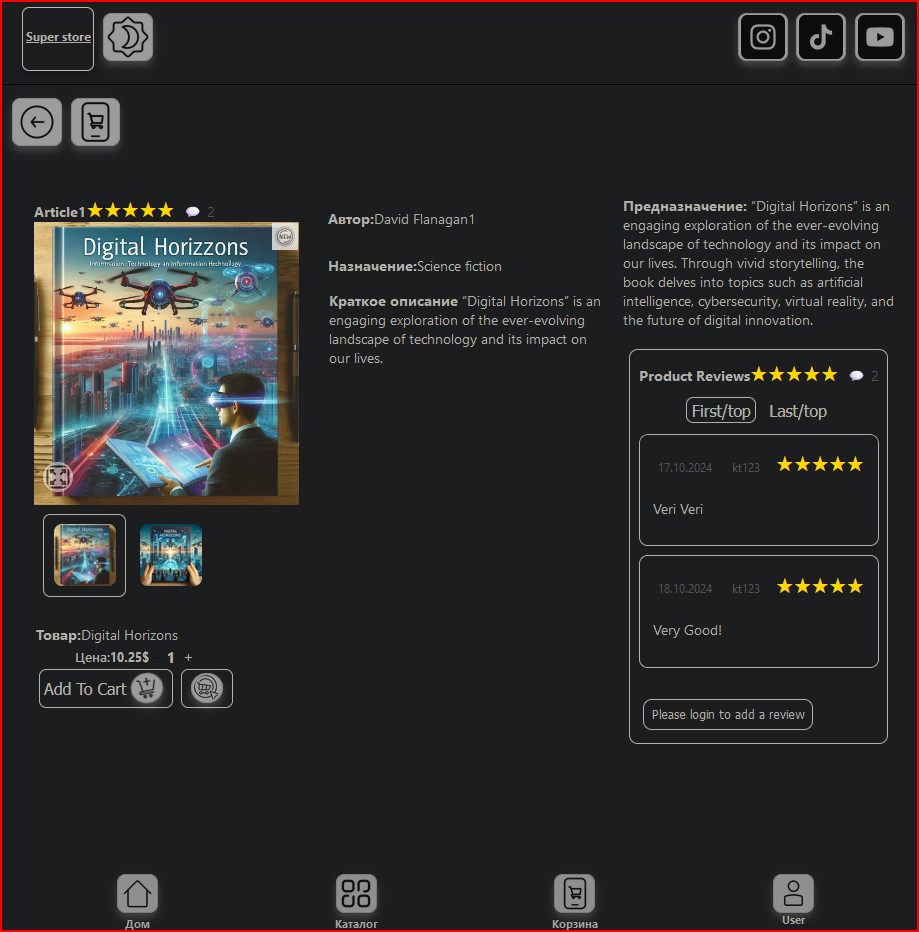 Super store
Article1 2
NEW
Digital Horizzons
Автор:David Flanagan1
Назначение:Science fiction
Краткое описание “Digital Horizons” is an
engaging exploration of the ever-evolving
landscape of technology and its impact on
our lives.
Товар:Digital Horizons
Цена:10.25$ - 1 +
Add To Cart
Предназначение: “Digital Horizons” is an
engaging exploration of the ever-evolving
landscape of technology and its impact on
our lives. Through vivid storytelling, the
book delves into topics such as artificial
intelligence, cybersecurity, virtual reality, and
the future of digital innovation.
Product Reviews 2
First/top Last/top
17.10.2024 kt123
Veri Veri
18.10.2024 kt123
Very Good!
Please login to add a review
Дом Каталог Корзина User